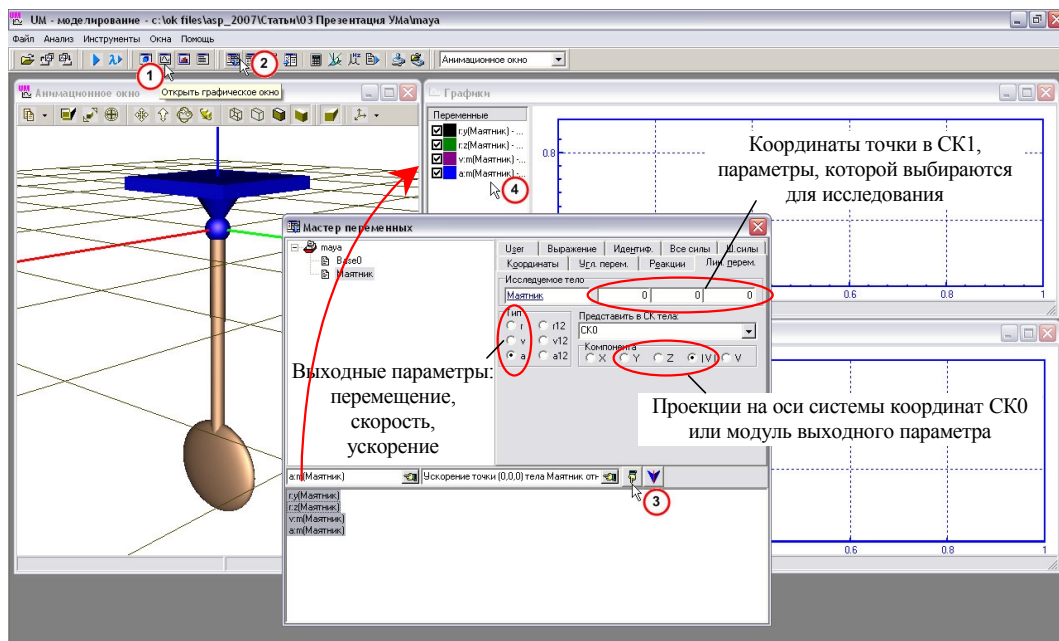 UM - моделирование - c:\ok files\asp_2007\Статьи\03 Презентация УМа\maya
Файл Анализ Инструменты Окна Помощь
Анимационное окно
1
2
Открыть графическое окно
Анимационное окно
Графики
Переменные
r:y(Маятник) - ...
r:z(Маятник) - ...
v:m(Маятник) -...
a:m(Маятник) -...
4
0.8
Координаты точки в СК1,
параметры, которой выбираются
для исследования
0.6
0.8
1
Мастер переменных
maya
Base0
Маятник
User Выражение Идентиф. Все силы Ш.силы
Координаты Угл. перем. Реакции Лин. перем.
Исследуемое тело
Маятник 0 0 0
Тип
r r12
v v12
a a12
Представить в СК тела:
СК0
Компонента
X Y Z |V| V
Выходные параметры:
перемещение,
скорость,
ускорение
Проекции на оси системы координат СК0
или модуль выходного параметра
a:m(Маятник)
Ускорение точки (0,0,0) тела Маятник отн
3
r:y(Маятник)
r:z(Маятник)
v:m(Маятник)
a:m(Маятник)
0.6
0.8
1